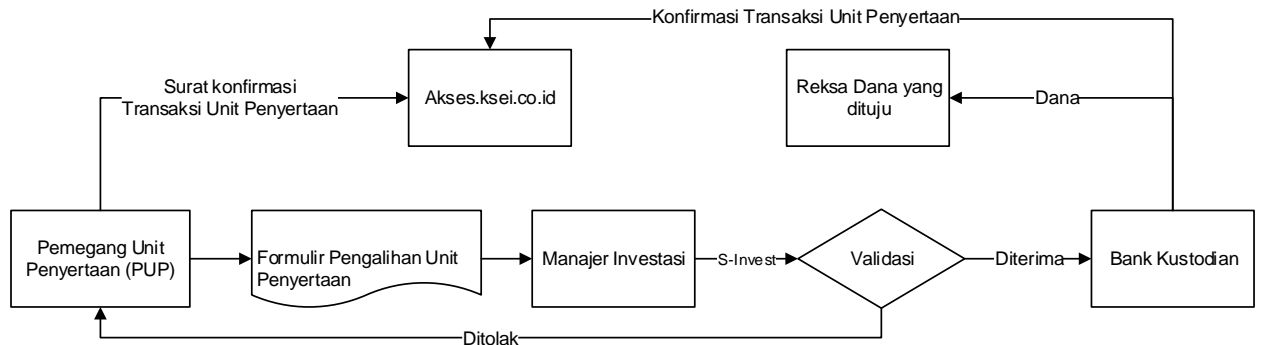 Konfirmasi Transaksi Unit Penyertaan
Surat konfirmasi
Transaksi Unit Penyertaan
Akses.ksei.co.id
Reksa Dana yang
dituju
Dana
Pemegang Unit
Penyertaan (PUP)
Formulir Pengalihan Unit
Penyertaan
Manajer Investasi
S-Invest
Validasi
Diterima
Bank Kustodian
Ditolak